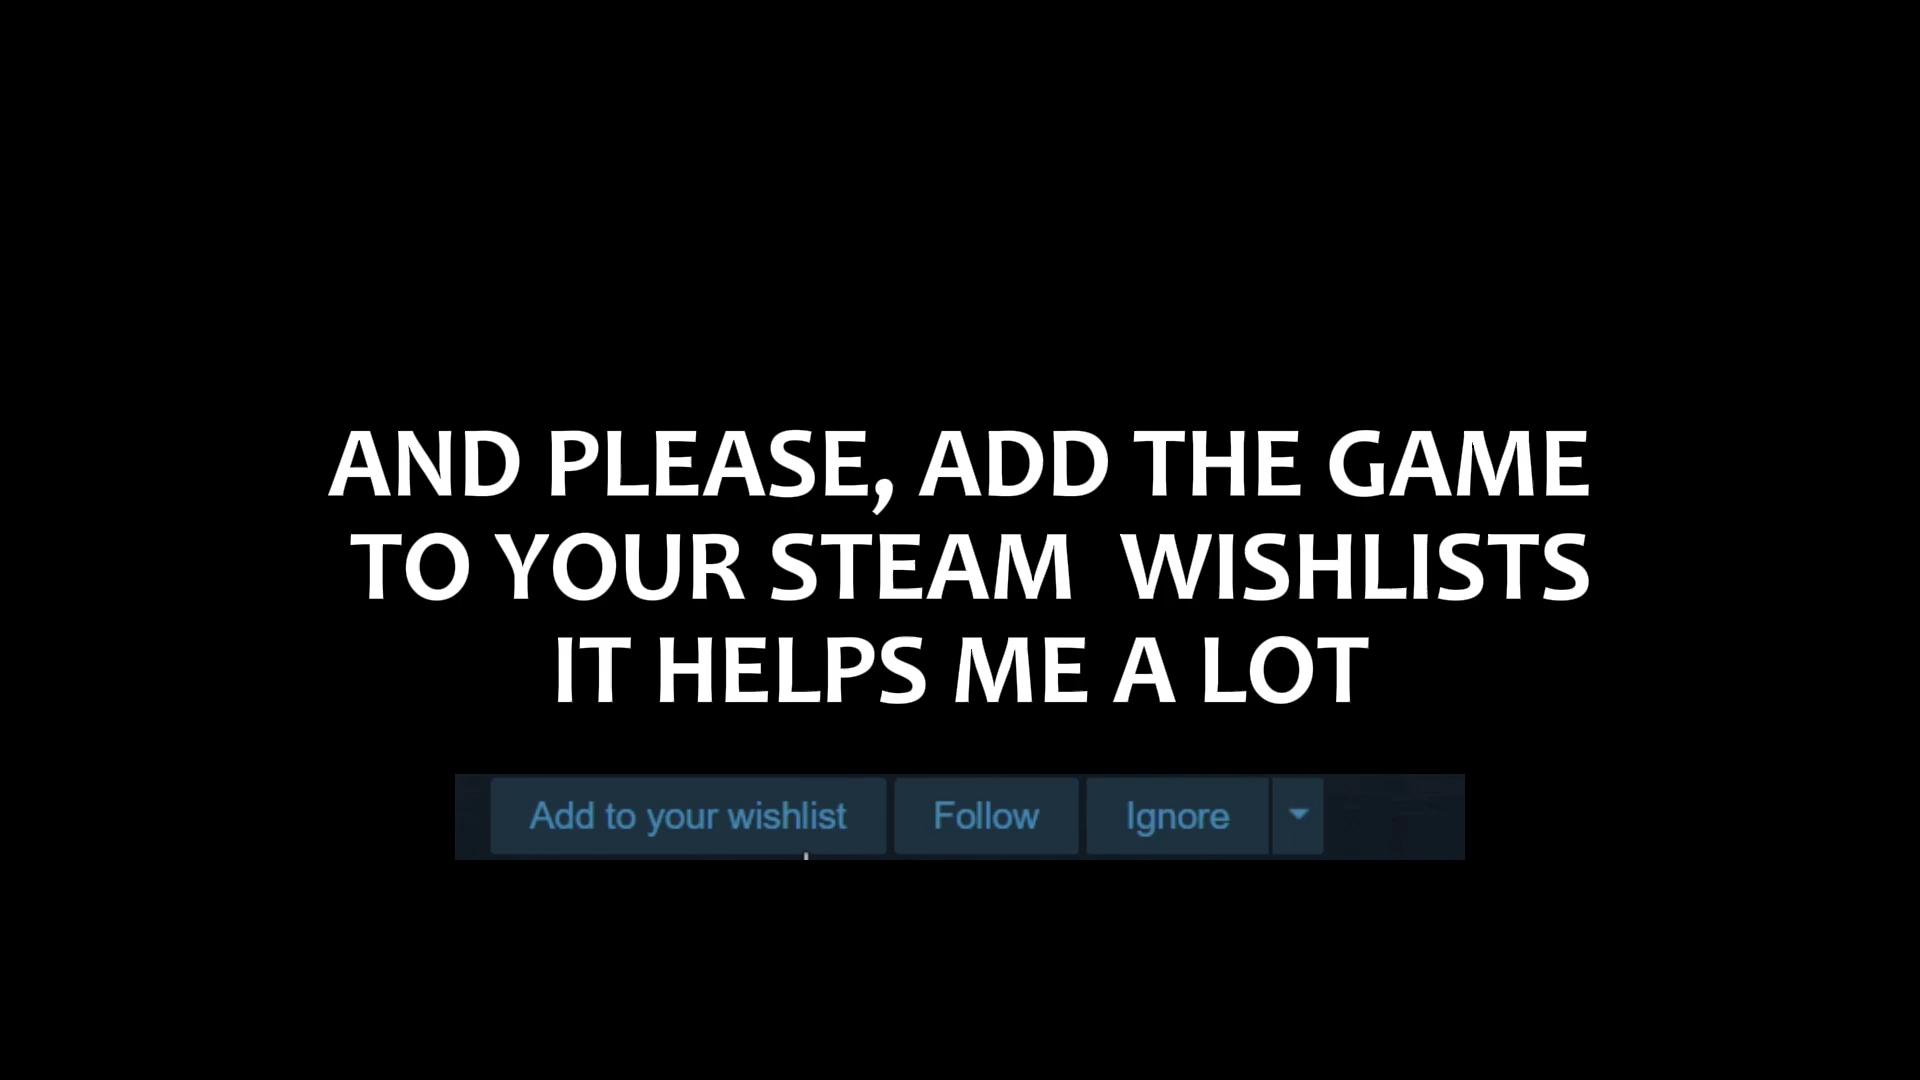 AND PLEASE, ADD THE GAME
TO YOUR STEAM  WISHLISTS
IT HELPS ME A LOT
Add to your wishlist Follow Ignore